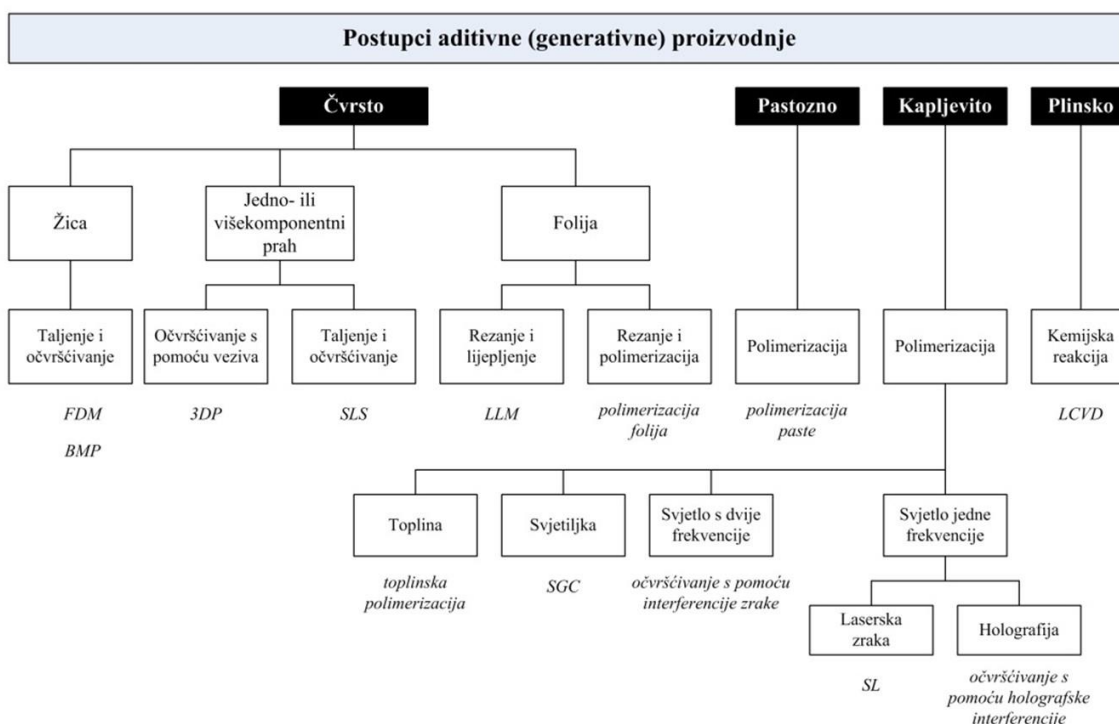 Postupci aditivne (generativne) proizvodnje
Čvrsto
Pastozno
Kapljevito
Plinsko
Žica
Jedno- ili
višekomponentni
prah
Folija
Taljenje i
očvršćivanje
Očvršćivanje s
pomoću veziva
Taljenje i
očvršćivanje
Rezanje i
lijepljenje
Rezanje i
polimerizacija
Polimerizacija
Polimerizacija
Kemijska
reakcija
FDM
BMP
3DP
SLS
LLM
polimerizacija
folija
polimerizacija
paste
LCVD
Toplina
Svjetiljka
Svjetlo s dvije
frekvencije
Svjetlo jedne
frekvencije
toplinska
polimerizacija
SGC
očvršćivanje s pomoću
interferencije zrake
Laserska
zraka
Holografija
SL
očvršćivanje s
pomoću holografske
interferencije